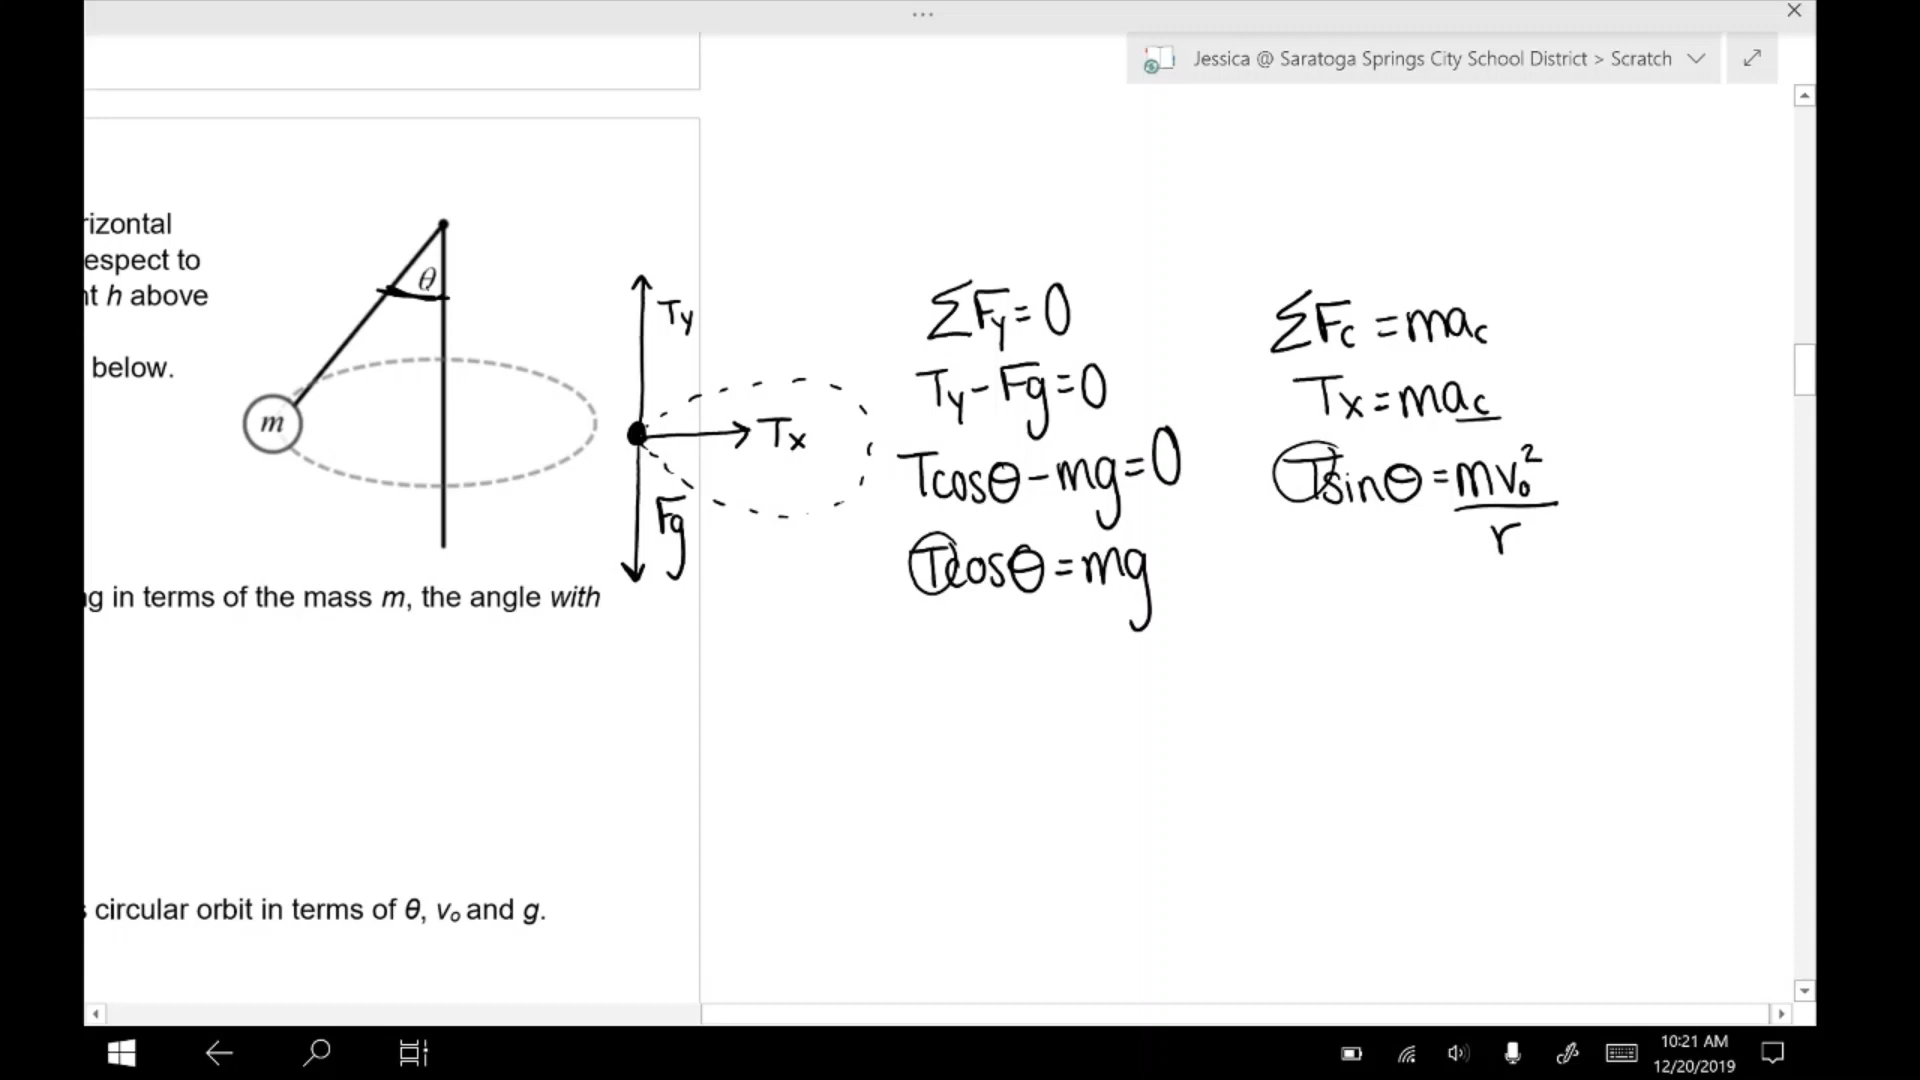 ...
Jessica @ Saratoga Springs City School District > Scratch
rizontal
espect to
nt h above
below.
θ
m
Ty
Tx
Fg
ΣFy = 0
Ty - Fg = 0
Tcosθ - mg = 0
Tcosθ = mg
ΣFc = mac
Tx = mac
Tsinθ = mv₀²
r
g in terms of the mass m, the angle with
circular orbit in terms of θ, vo and g.
10:21 AM
12/20/2019